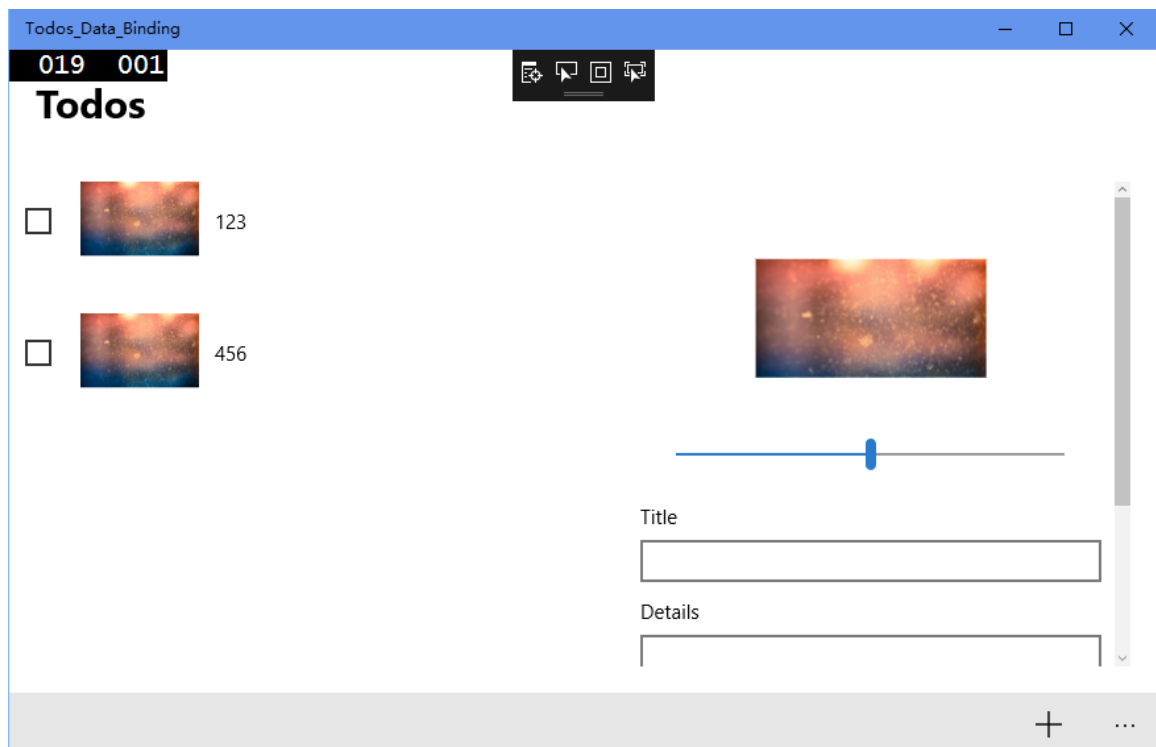 Todos_Data_Binding
019 001
Todos
123
456
Title
Details